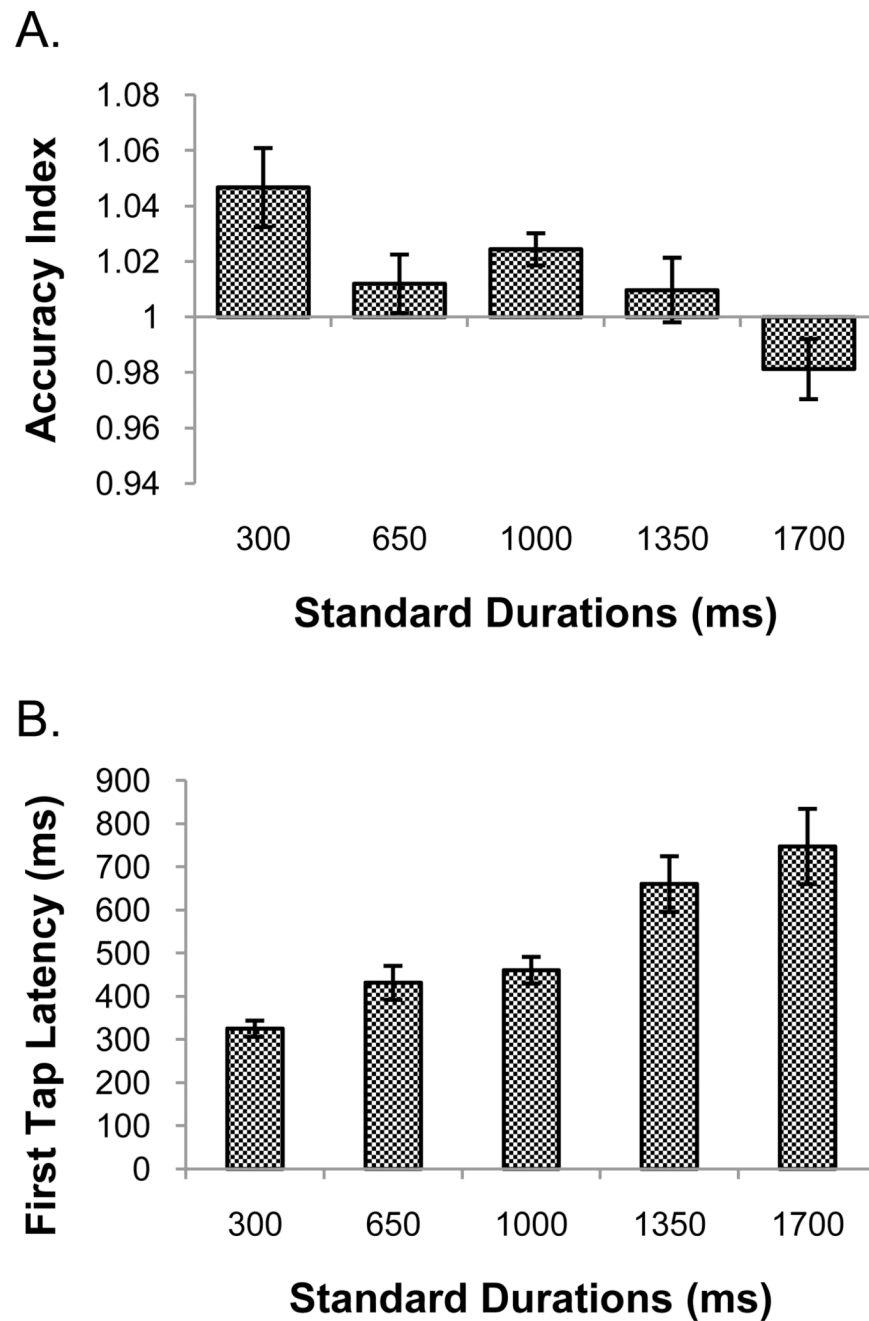 A.
Accuracy Index
1.08
1.06
1.04
1.02
1
0.98
0.96
0.94
300 650 1000 1350 1700
Standard Durations (ms)
B.
First Tap Latency (ms)
900
800
700
600
500
400
300
200
100
0
300 650 1000 1350 1700
Standard Durations (ms)